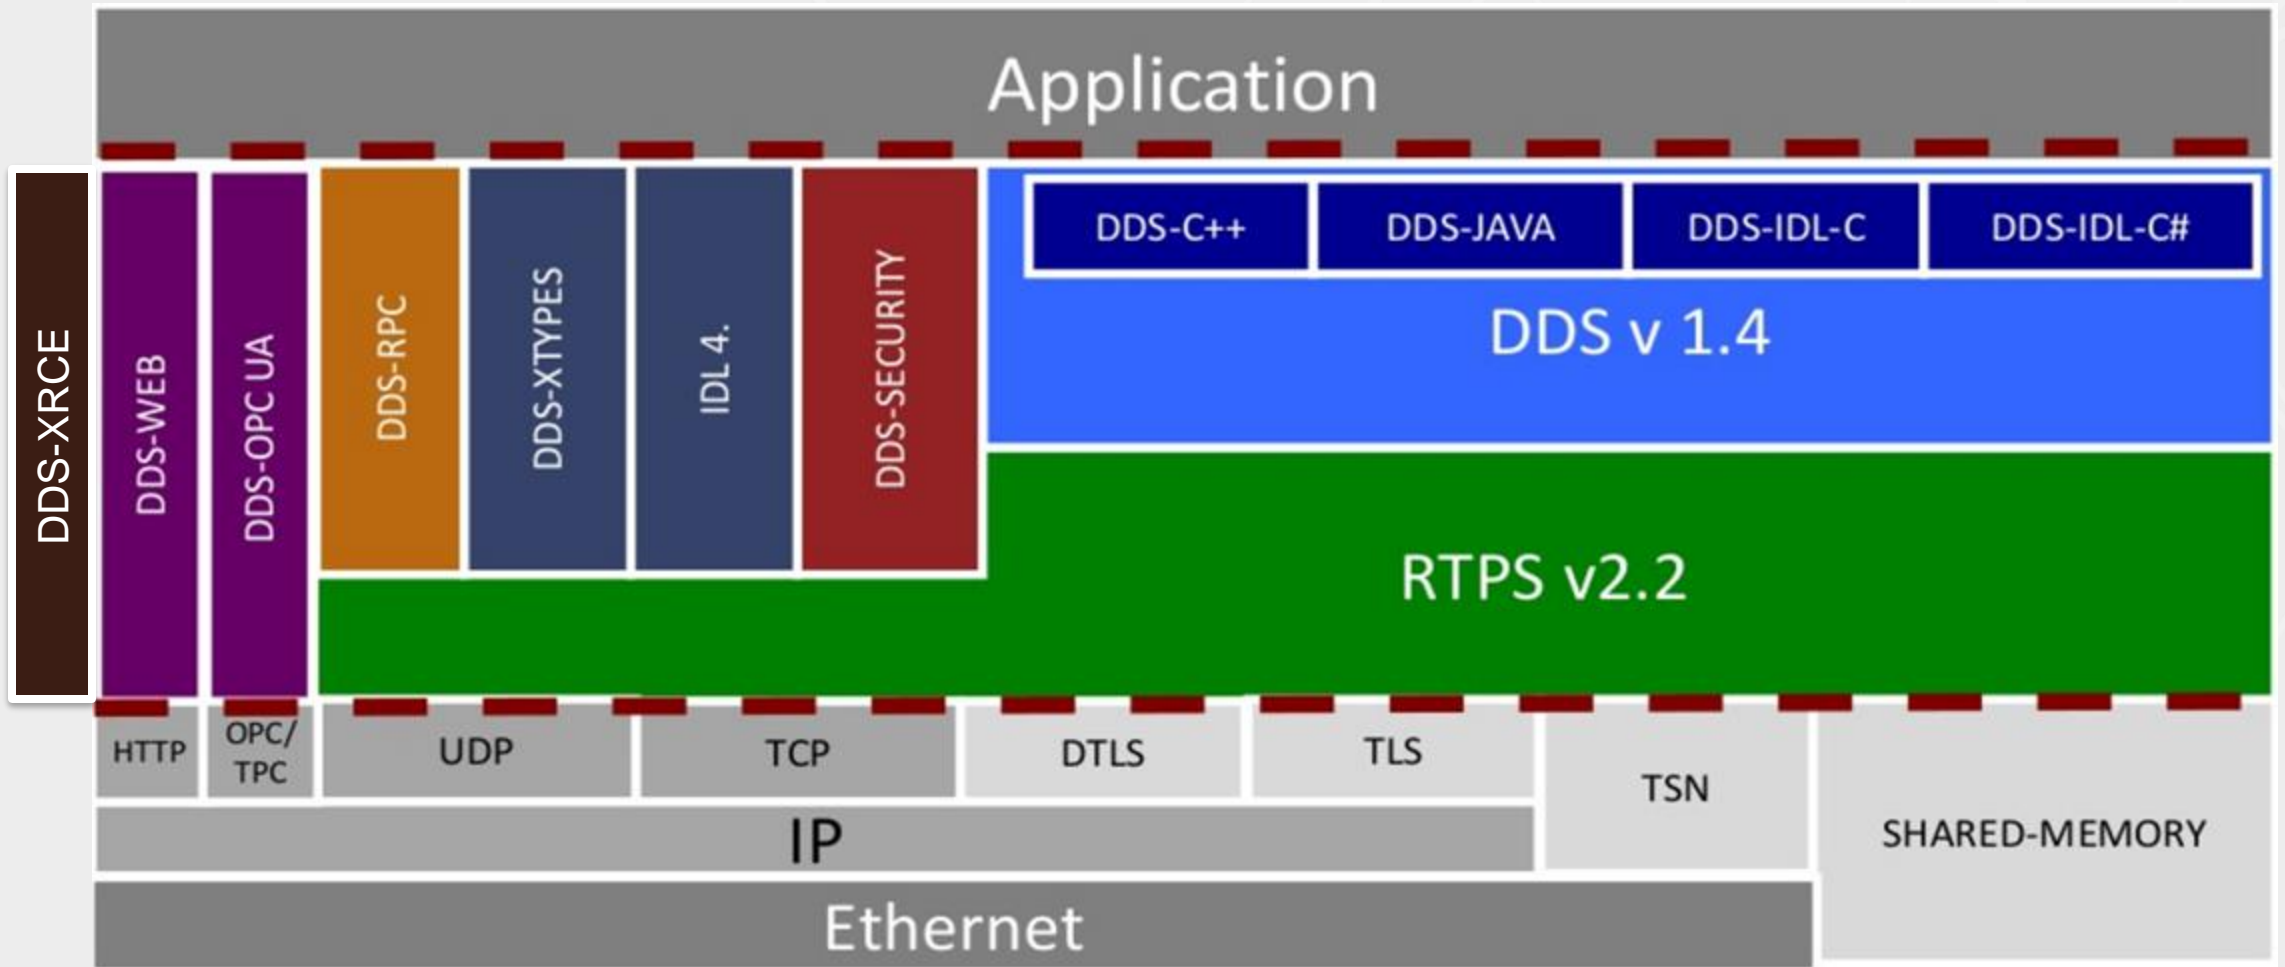 Application
DDS-XRCE
DDS-WEB
DDS-OPC UA
DDS-RPC
DDS-XTYPES
IDL 4.
DDS-SECURITY
DDS-C++
DDS-JAVA
DDS-IDL-C
DDS-IDL-C#
DDS v 1.4
RTPS v2.2
HTTP
OPC/
TPC
UDP
TCP
DTLS
TLS
TSN
SHARED-MEMORY
IP
Ethernet